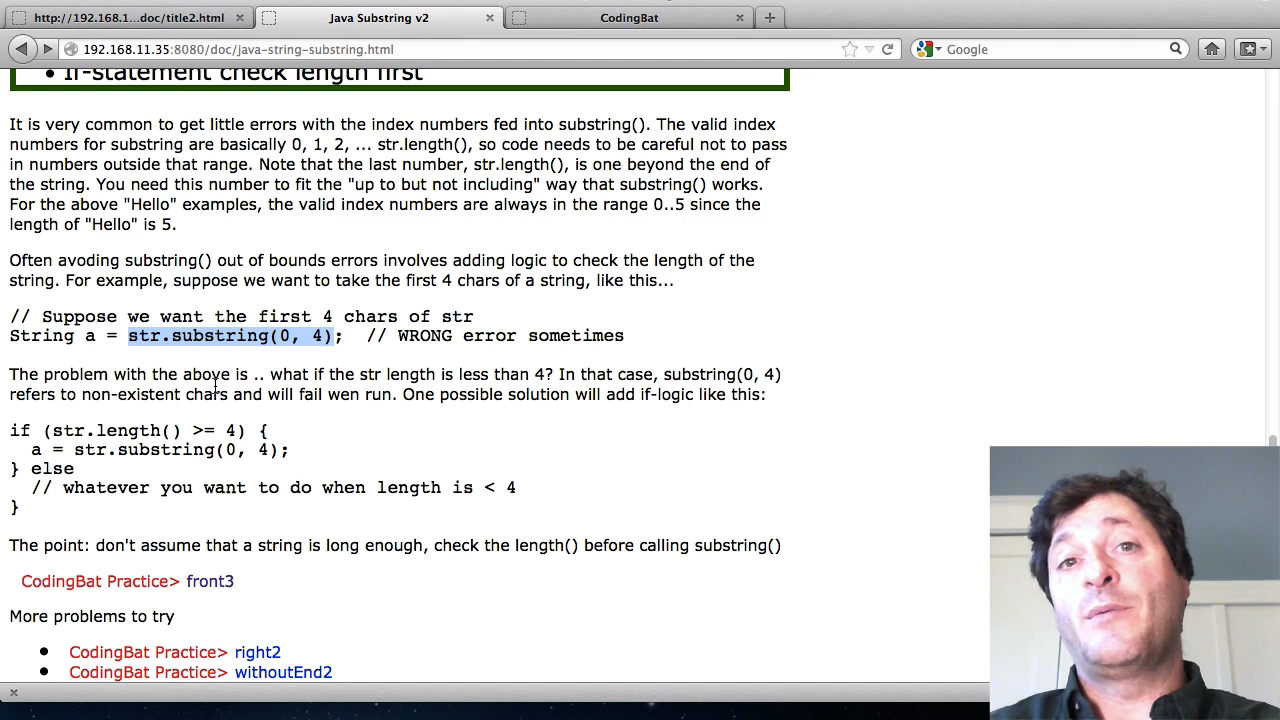 http://192.168.1...doc/title2.html
Java Substring v2
CodingBat
192.168.11.35:8080/doc/java-string-substring.html
Google
• If-statement check length first
It is very common to get little errors with the index numbers fed into substring(). The valid index
numbers for substring are basically 0, 1, 2, ... str.length(), so code needs to be careful not to pass
in numbers outside that range. Note that the last number, str.length(), is one beyond the end of
the string. You need this number to fit the "up to but not including" way that substring() works.
For the above "Hello" examples, the valid index numbers are always in the range 0..5 since the
length of "Hello" is 5.
Often avoding substring() out of bounds errors involves adding logic to check the length of the
string. For example, suppose we want to take the first 4 chars of a string, like this...
// Suppose we want the first 4 chars of str
String a = str.substring(0, 4);  // WRONG error sometimes
The problem with the above is .. what if the str length is less than 4? In that case, substring(0, 4)
refers to non-existent chars and will fail wen run. One possible solution will add if-logic like this:
if (str.length() >= 4) {
  a = str.substring(0, 4);
} else
  // whatever you want to do when length is < 4
}
The point: don't assume that a string is long enough, check the length() before calling substring()
CodingBat Practice> front3
More problems to try
• CodingBat Practice> right2
• CodingBat Practice> withoutEnd2